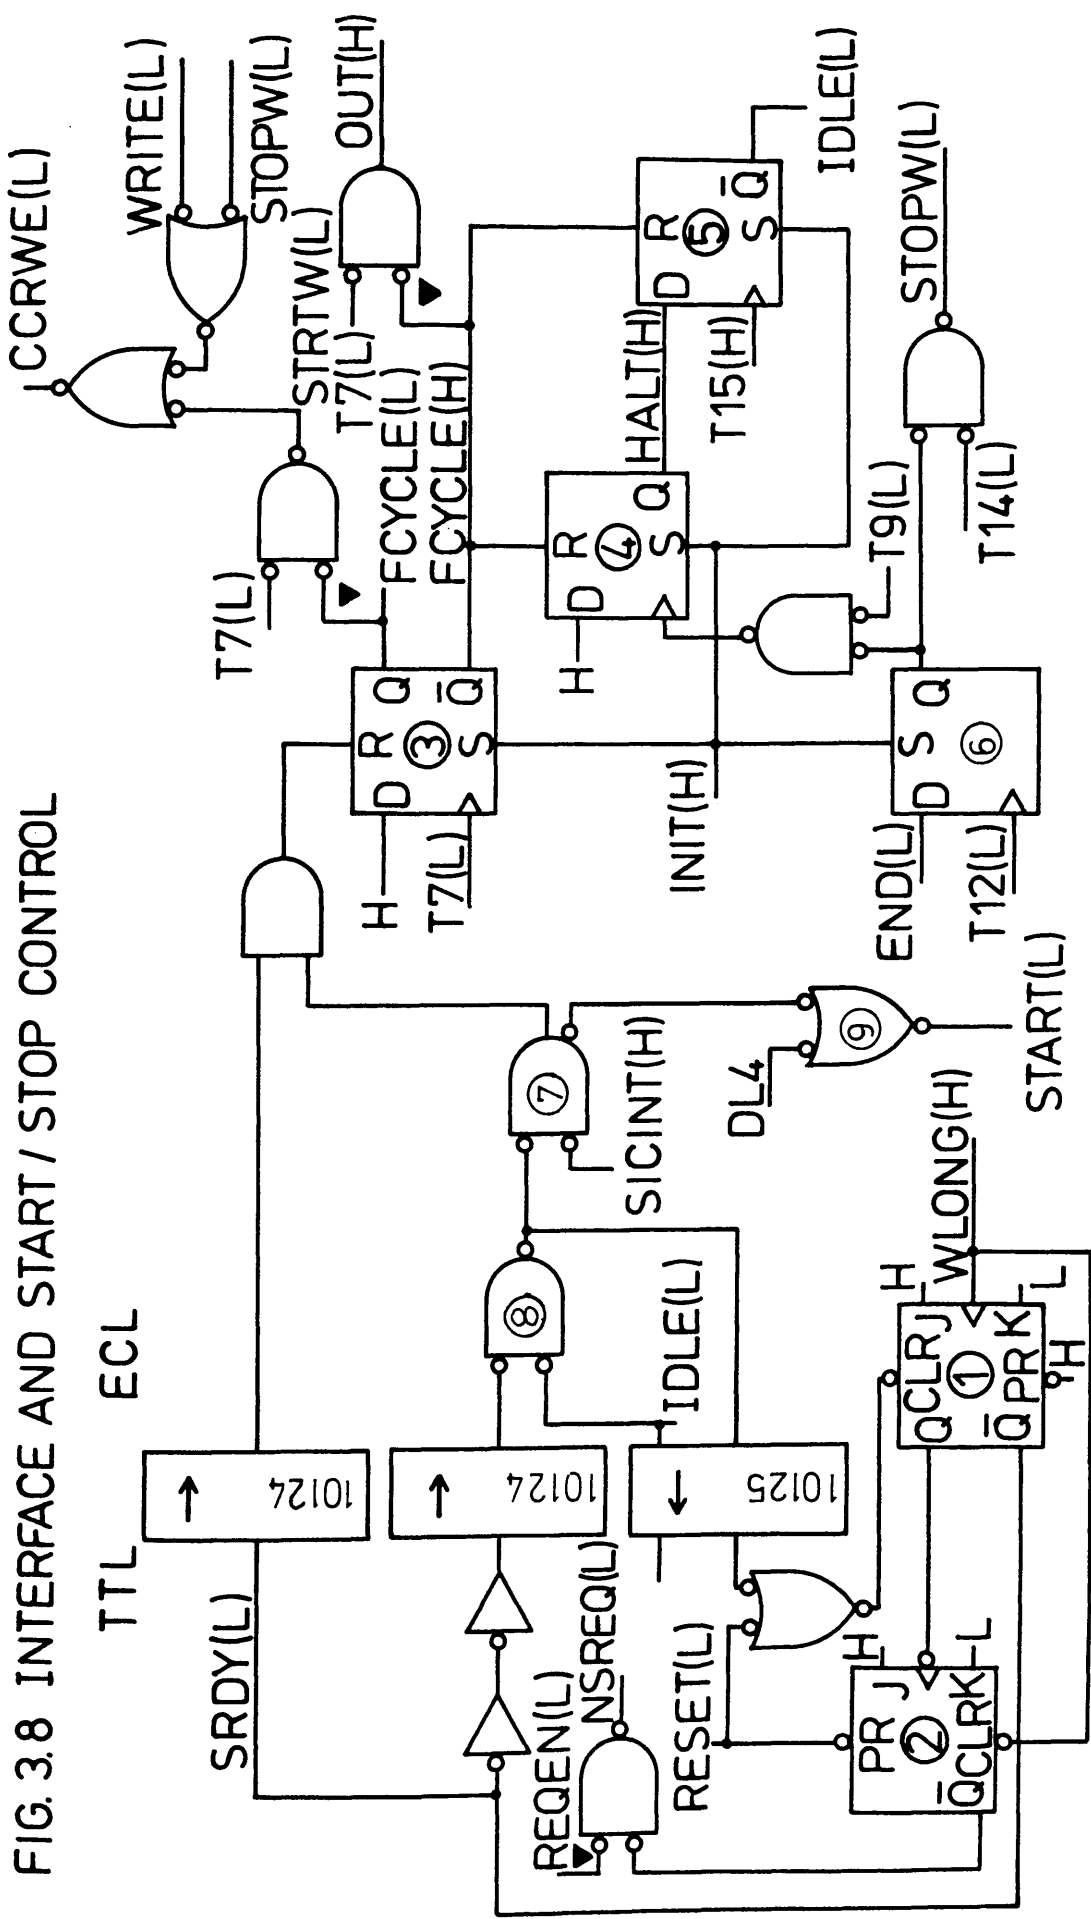 FIG. 3.8 INTERFACE AND START / STOP CONTROL
TTL ECL
CCRWE(L)
WRITE(L)
STOPW(L)
SRDY(L)
10124
T7(L)
STRTW(L)
T7(L)
OUT(H)
H
T7(L)
D R Q
3
S Q̄
FCYCLE(L)
FCYCLE(H)
10124
8
7
SICINT(H)
REQEN(L)
NSREQ(L)
10125
IDLE(L)
DL4
9
START(L)
INIT(H)
H
D R
4
S Q
HALT(H)
T15(H)
D R
5
S Q̄
IDLE(L)
RESET(L)
H
PR J
2
Q̄ CLR K
L
H
Q CLR J
1
Q̄ PR K
L
H
WLONG(H)
END(L)
T12(L)
D S Q
6
T9(L)
T14(L)
STOPW(L)